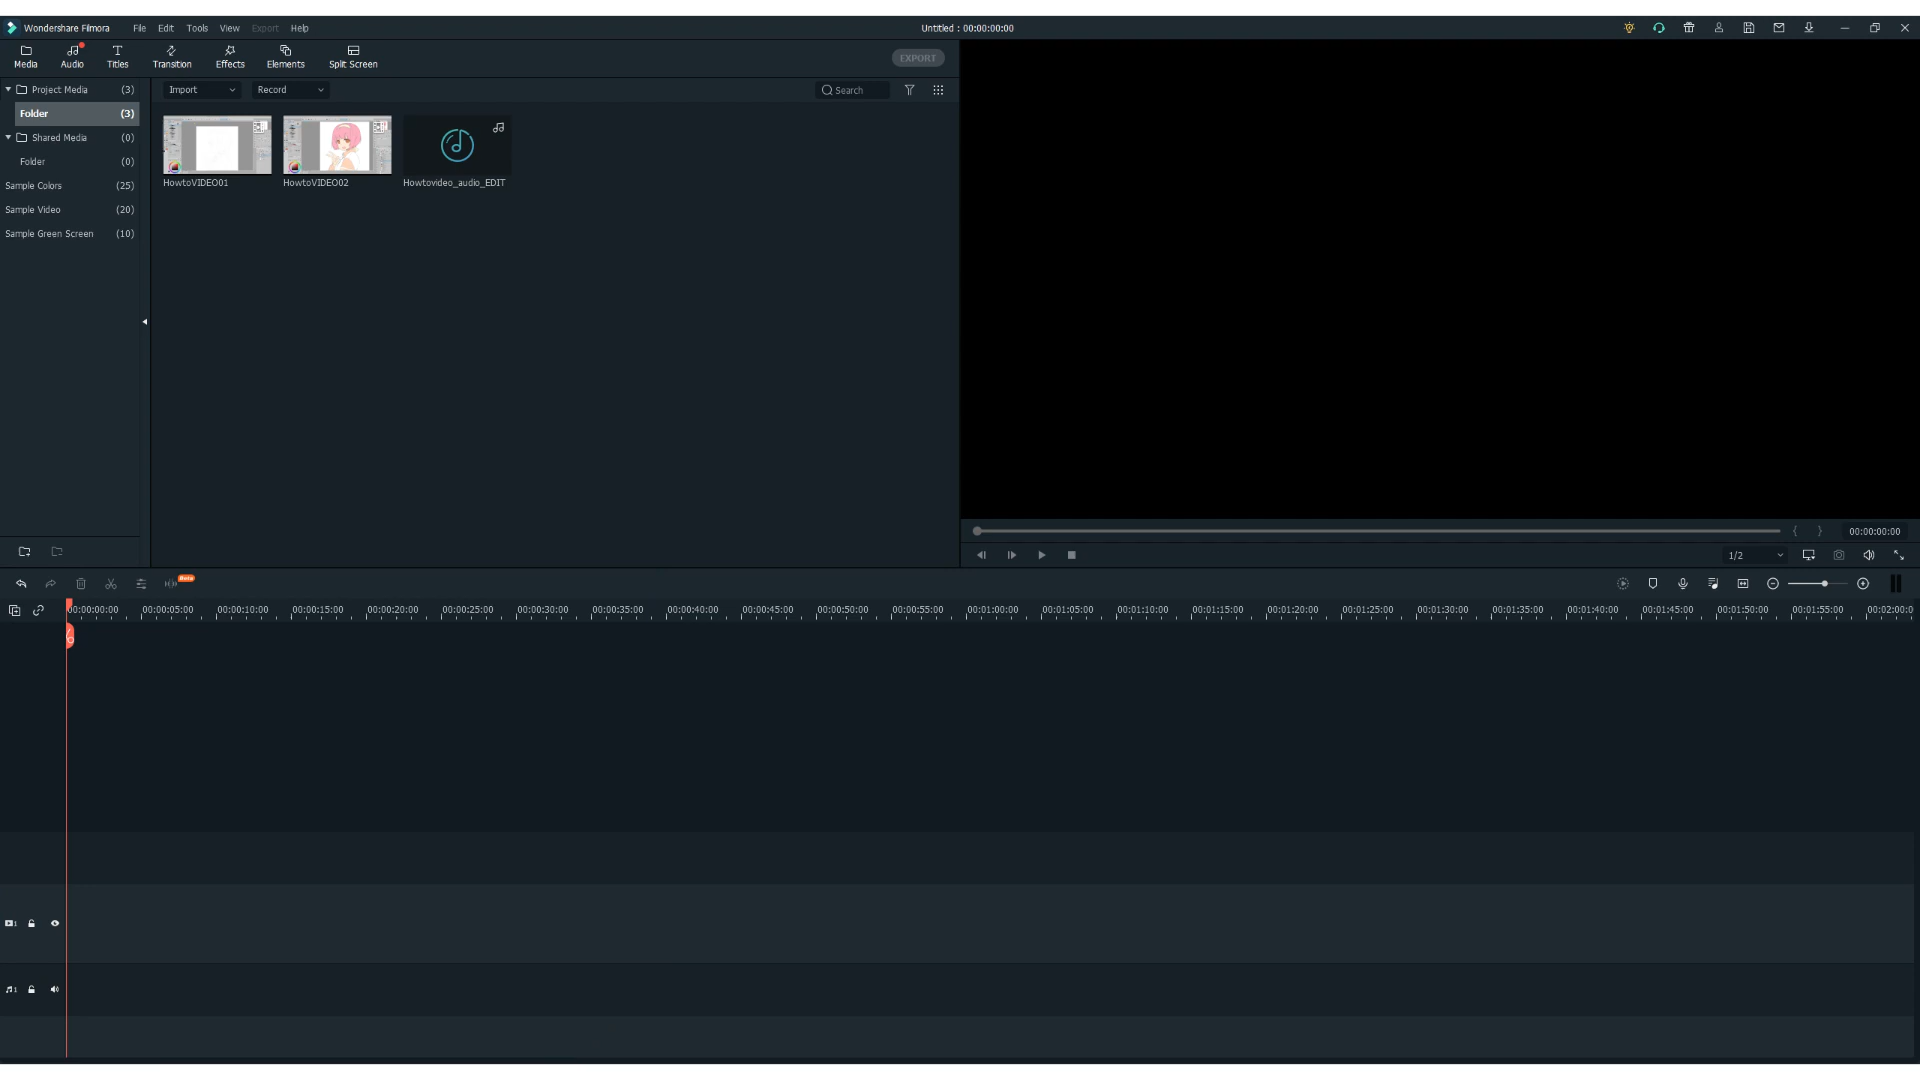 Wondershare Filmora File Edit Tools View Export Help Untitled : 00:00:00:00
Media Audio Titles Transition Effects Elements Split Screen EXPORT
Project Media (3) Import Record Search
Folder (3)
Shared Media (0)
Folder (0)
Sample Colors (25)
Sample Video (20)
Sample Green Screen (10)
HowtoVIDEO01 HowtoVIDEO02 Howtovideo_audio_EDIT
{ } 00:00:00:00
1/2
Beta
00:00:00:00 00:00:05:00 00:00:10:00 00:00:15:00 00:00:20:00 00:00:25:00 00:00:30:00 00:00:35:00 00:00:40:00 00:00:45:00 00:00:50:00 00:00:55:00 00:01:00:00 00:01:05:00 00:01:10:00 00:01:15:00 00:01:20:00 00:01:25:00 00:01:30:00 00:01:35:00 00:01:40:00 00:01:45:00 00:01:50:00 00:01:55:00 00:02:00:0
1
1